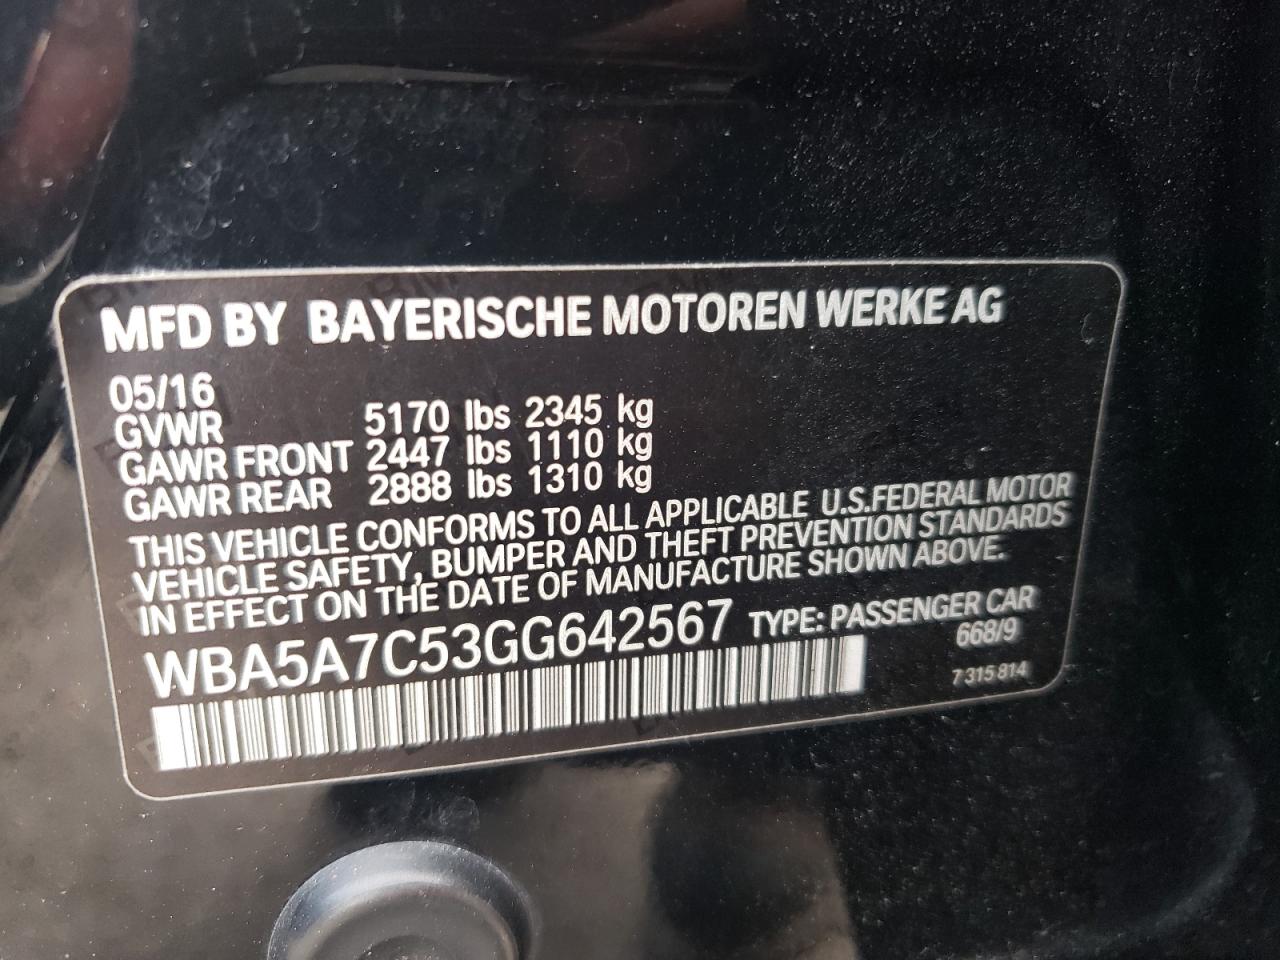 MFD BY BAYERISCHE MOTOREN WERKE AG
05/16
GVWR 5170 lbs 2345 kg
GAWR FRONT 2447 lbs 1110 kg
GAWR REAR 2888 lbs 1310 kg
THIS VEHICLE CONFORMS TO ALL APPLICABLE U.S.FEDERAL MOTOR
VEHICLE SAFETY, BUMPER AND THEFT PREVENTION STANDARDS
IN EFFECT ON THE DATE OF MANUFACTURE SHOWN ABOVE.
WBA5A7C53GG642567 TYPE: PASSENGER CAR
668/9
7 315 814